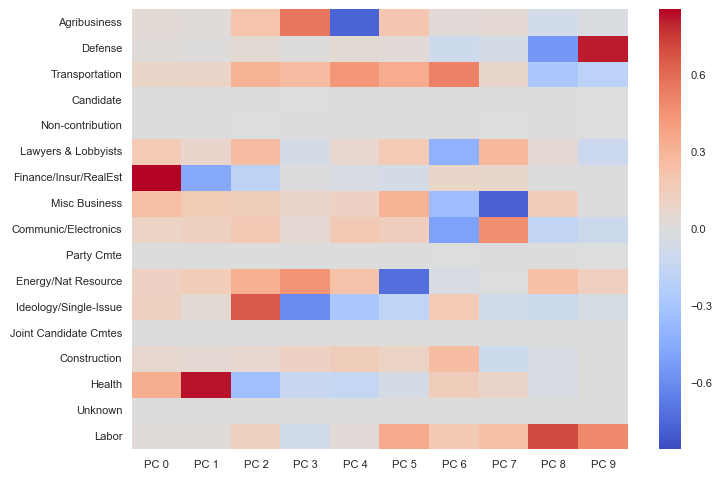 Agribusiness
Defense
Transportation
Candidate
Non-contribution
Lawyers & Lobbyists
Finance/Insur/RealEst
Misc Business
Communic/Electronics
Party Cmte
Energy/Nat Resource
Ideology/Single-Issue
Joint Candidate Cmtes
Construction
Health
Unknown
Labor
PC 0 PC 1 PC 2 PC 3 PC 4 PC 5 PC 6 PC 7 PC 8 PC 9
0.6
0.3
0.0
−0.3
−0.6